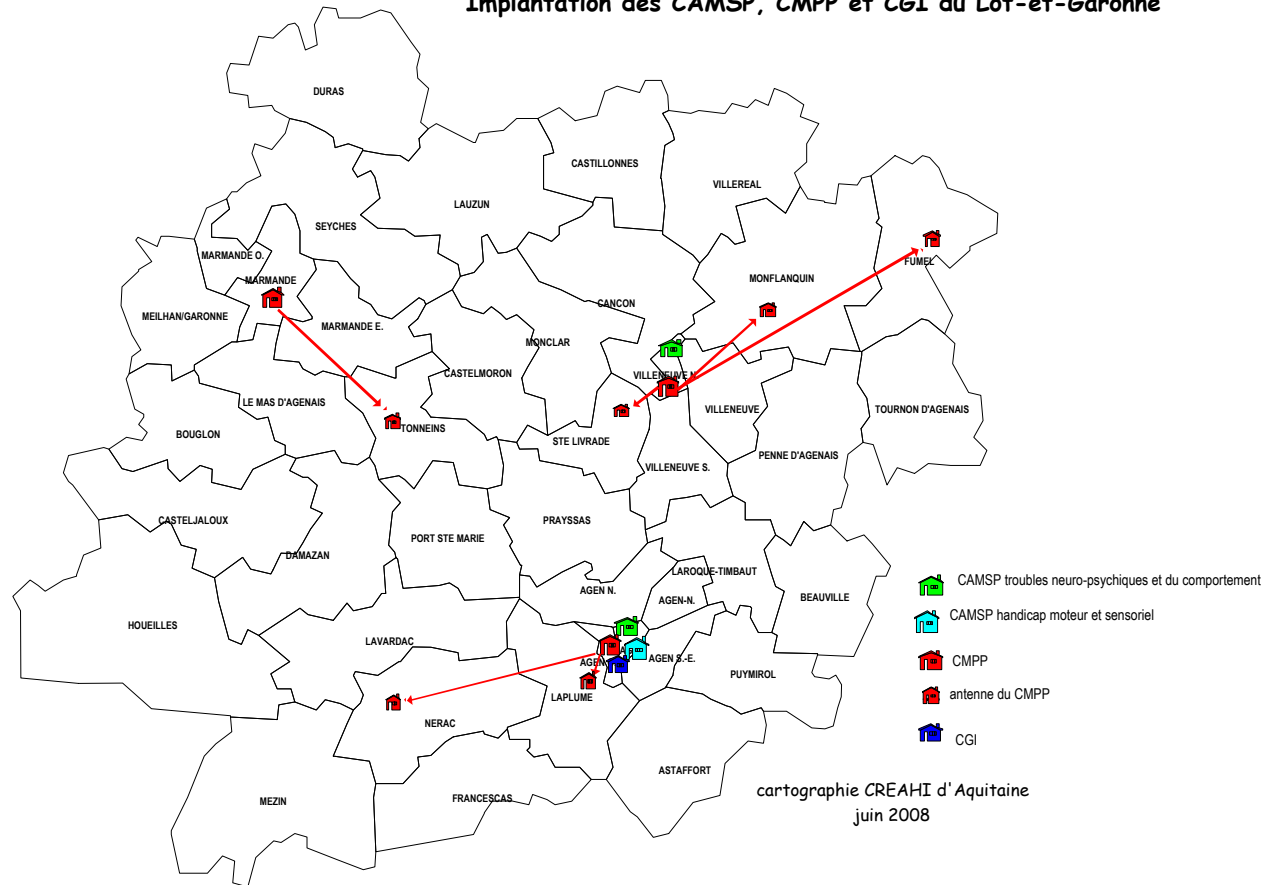 Implantation des CAMSP, CMPP et CGI du Lot-et-Garonne
DURAS
CASTILLONNES
VILLEREAL
LAUZUN
SEYCHES
MARMANDE O.
FUMEL
MARMANDE
MONFLANQUIN
CANCON
MEILHAN/GARONNE
MARMANDE E.
MONCLAR
CASTELMORON
VILLENEUVE N
LE MAS D'AGENAIS
VILLENEUVE
TOURNON D'AGENAIS
TONNEINS
BOUGLON
STE LIVRADE
PENNE D'AGENAIS
VILLENEUVE S.
CASTELJALOUX
PRAYSSAS
PORT STE MARIE
DAMAZAN
LAROQUE-TIMBAUT
AGEN N.
AGEN-N.
BEAUVILLE
HOUEILLES
LAVARDAC
AGEN
AGEN S.-E.
PUYMIROL
LAPLUME
NERAC
ASTAFFORT
MEZIN
FRANCESCAS
CAMSP troubles neuro-psychiques et du comportement
CAMSP handicap moteur et sensoriel
CMPP
antenne du CMPP
CGI
cartographie CREAHI d'Aquitaine
juin 2008